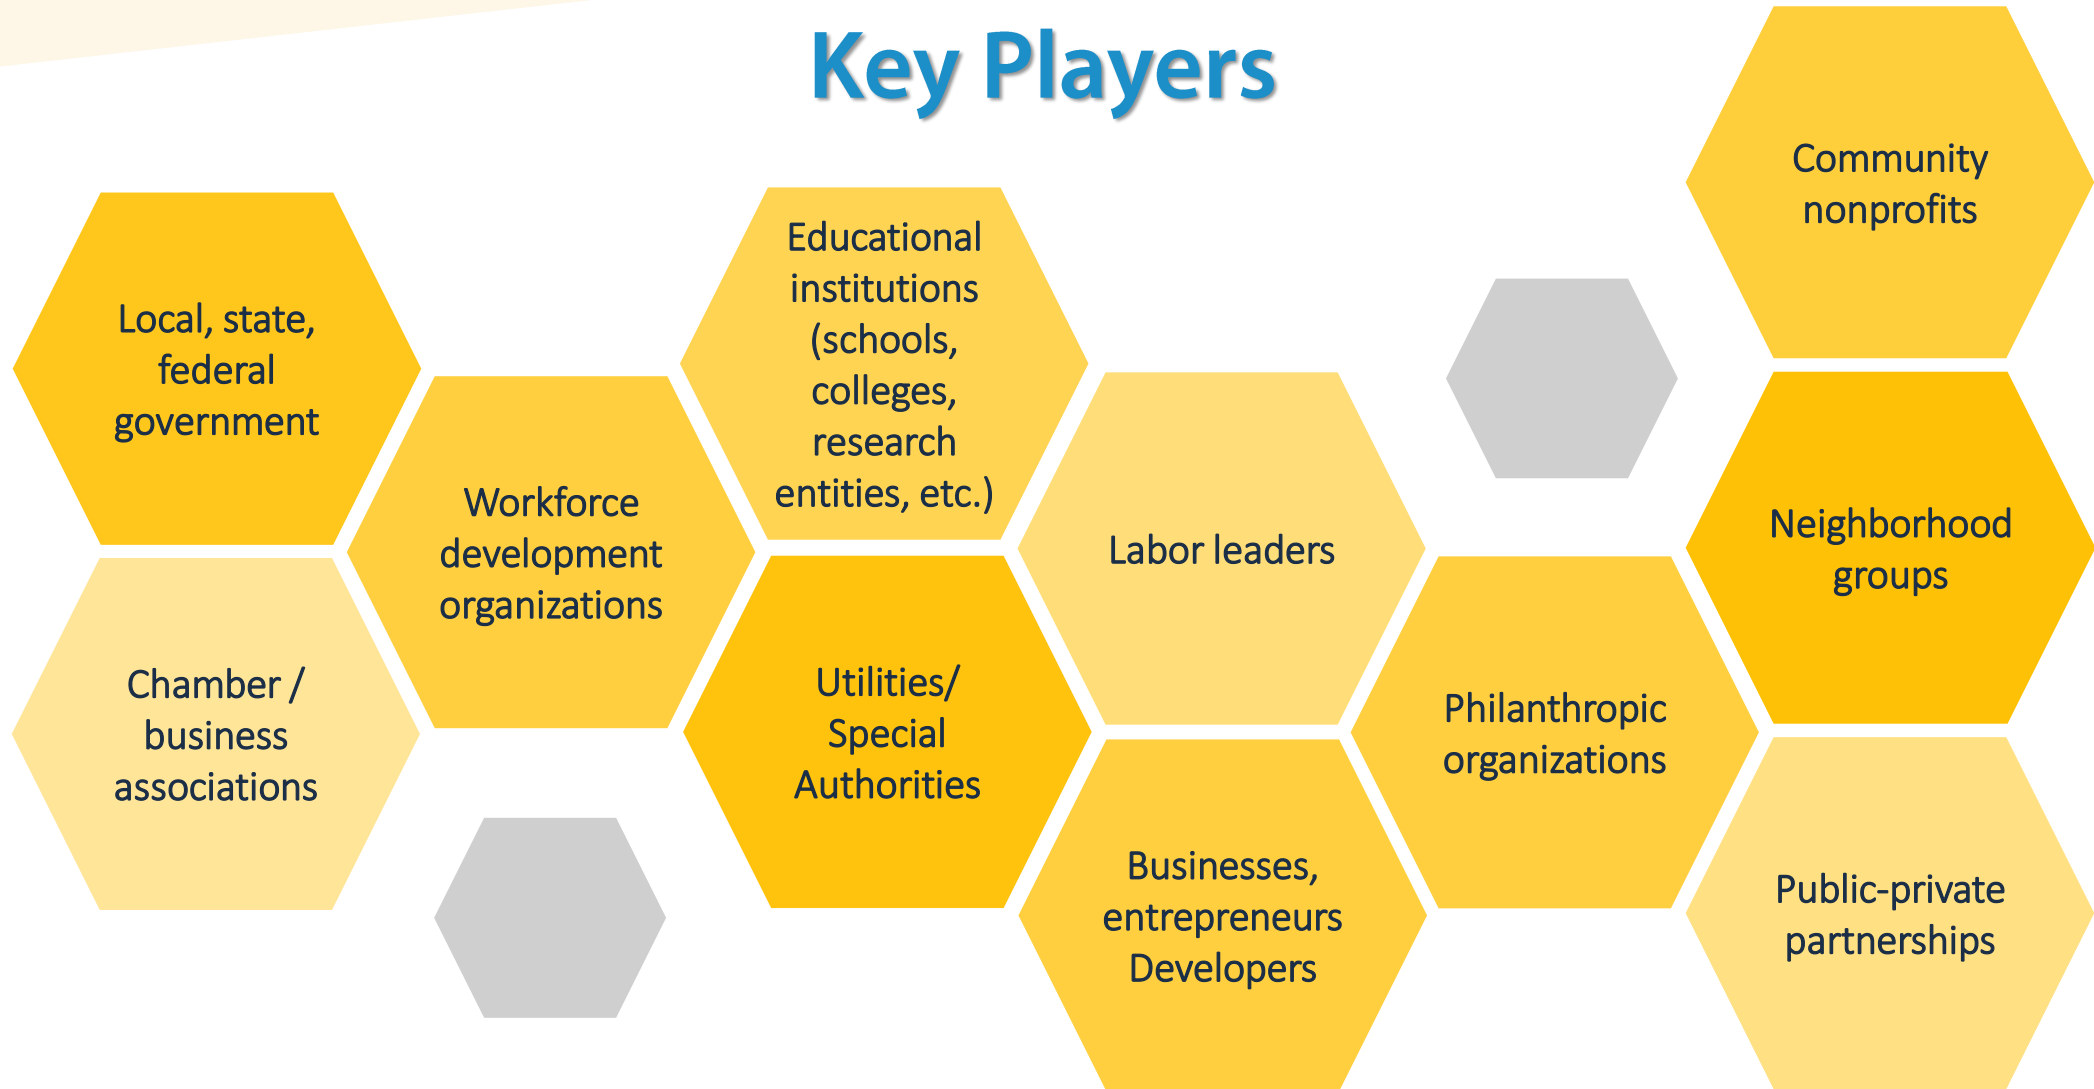 Key Players
Local, state,
federal
government
Chamber /
business
associations
Workforce
development
organizations
Educational
institutions
(schools,
colleges,
research
entities, etc.)
Utilities/
Special
Authorities
Labor leaders
Businesses,
entrepreneurs
Developers
Philanthropic
organizations
Community
nonprofits
Neighborhood
groups
Public-private
partnerships